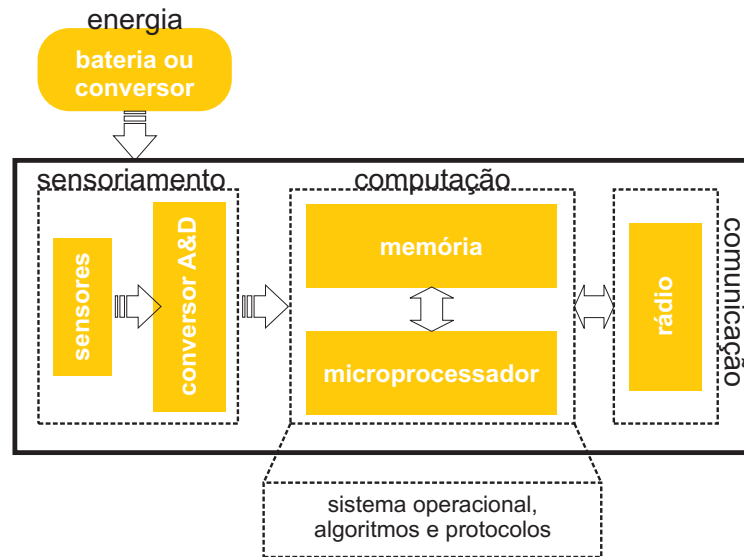 energia
bateria ou
conversor
sensoriamento
computação
comunicação
sensores
conversor A&D
memória
microprocessador
rádio
sistema operacional,
algoritmos e protocolos